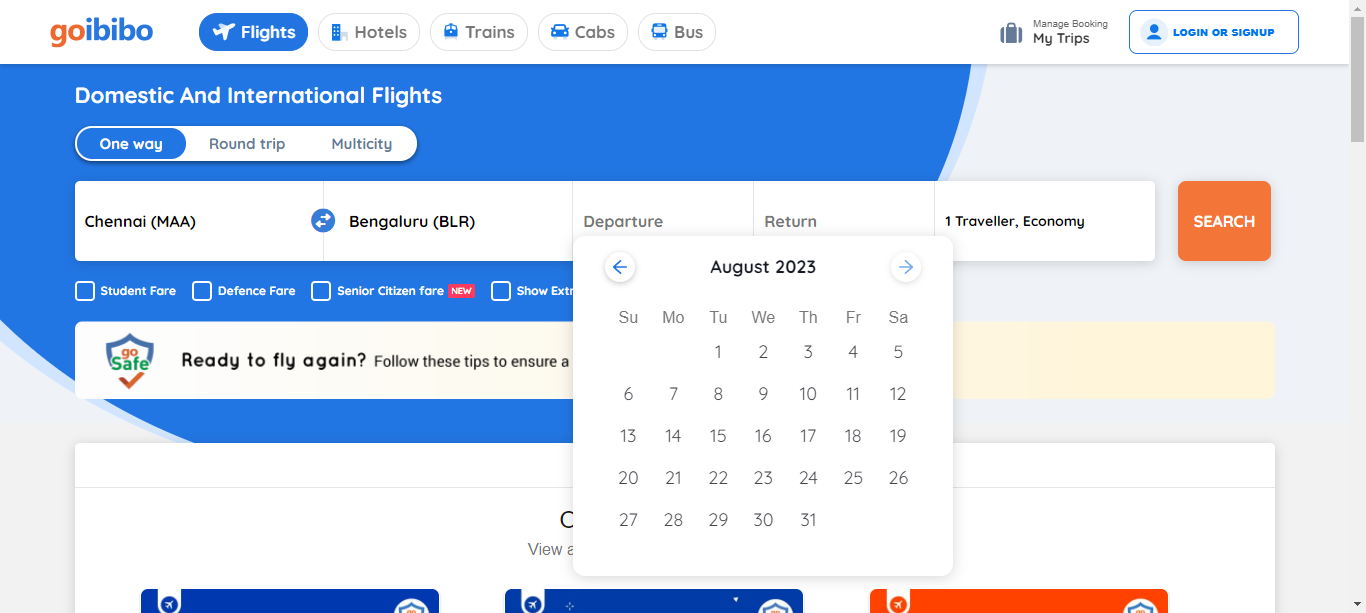 goibibo
Flights
Hotels
Trains
Cabs
Bus
Manage Booking
My Trips
LOGIN OR SIGNUP
Domestic And International Flights
One way
Round trip
Multicity
Chennai (MAA)
Bengaluru (BLR)
Departure
Return
1 Traveller, Economy
SEARCH
Student Fare
Defence Fare
Senior Citizen fare NEW
Show Extr
August 2023
Su Mo Tu We Th Fr Sa
1 2 3 4 5
6 7 8 9 10 11 12
13 14 15 16 17 18 19
20 21 22 23 24 25 26
27 28 29 30 31
go
Safe
Ready to fly again? Follow these tips to ensure a
View a